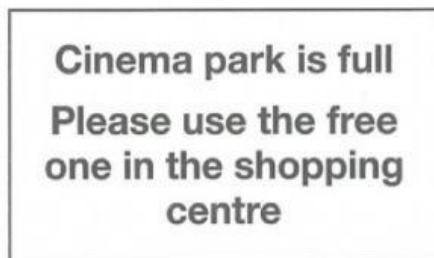 Cinema park is full
Please use the free
one in the shopping
centre